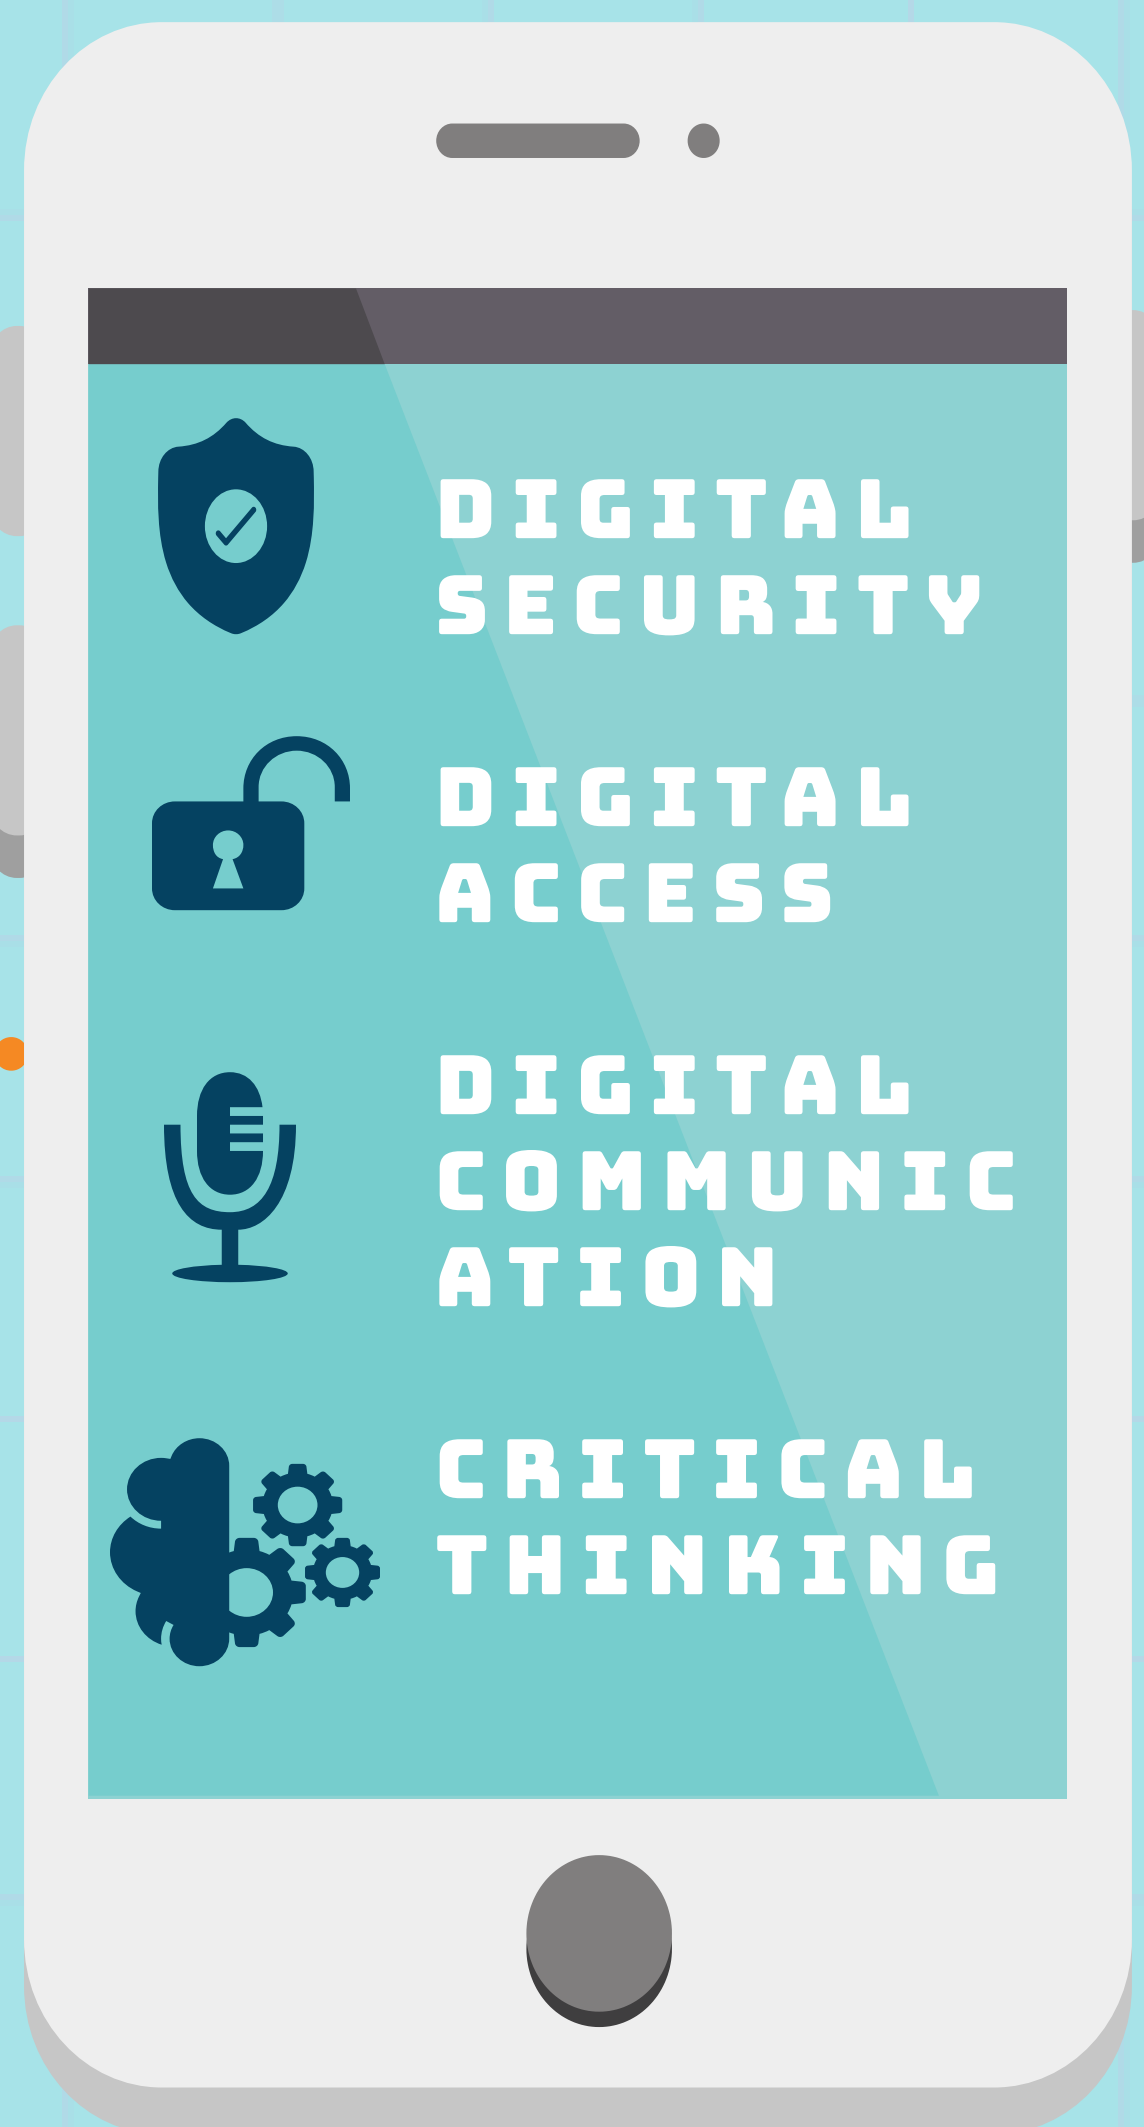 DIGITAL
SECURITY
DIGITAL
ACCESS
DIGITAL
COMMUNIC
ATION
CRITICAL
THINKING